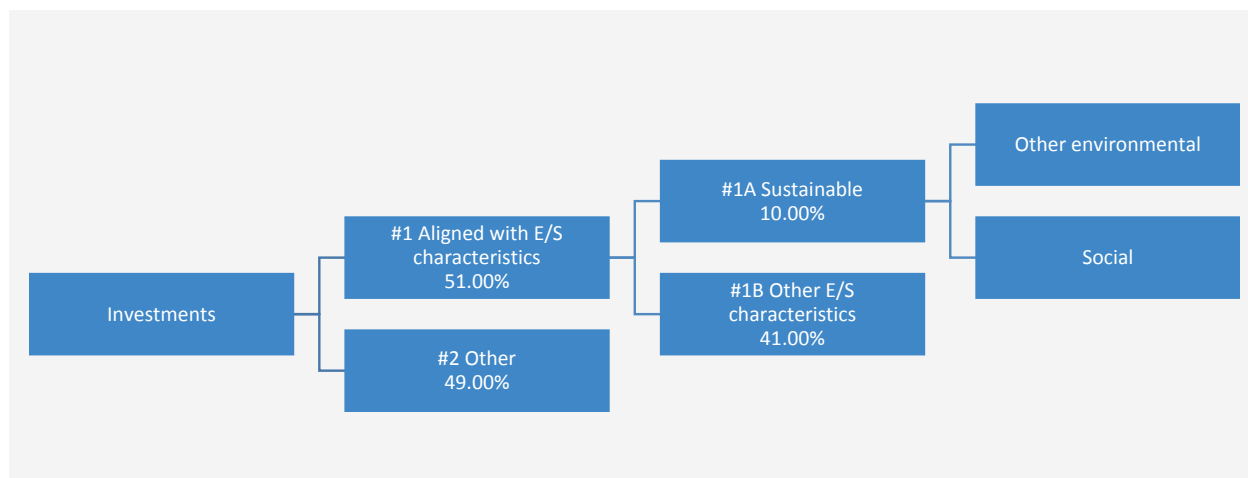 Investments
#1 Aligned with E/S
characteristics
51.00%
#2 Other
49.00%
#1A Sustainable
10.00%
#1B Other E/S
characteristics
41.00%
Other environmental
Social